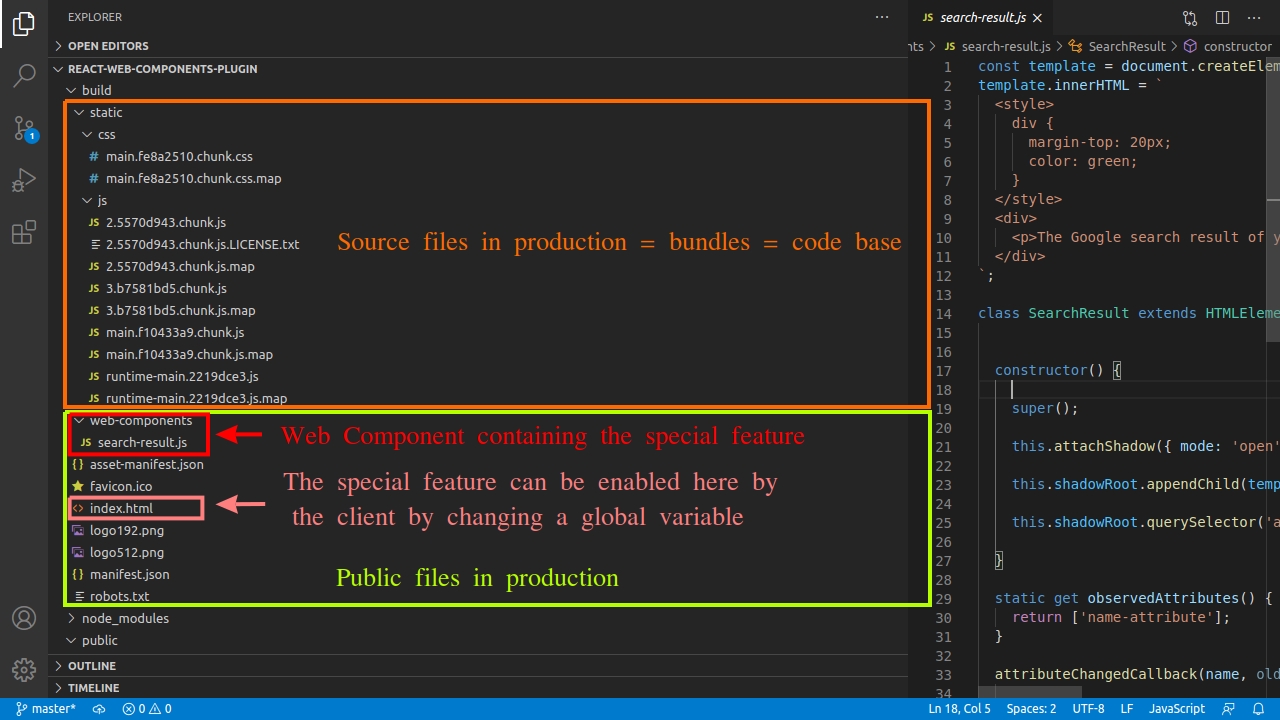 EXPLORER
OPEN EDITORS
REACT-WEB-COMPONENTS-PLUGIN
build
static
css
main.fe8a2510.chunk.css
main.fe8a2510.chunk.css.map
js
2.5570d943.chunk.js
2.5570d943.chunk.js.LICENSE.txt
2.5570d943.chunk.js.map
3.b7581bd5.chunk.js
3.b7581bd5.chunk.js.map
main.f10433a9.chunk.js
main.f10433a9.chunk.js.map
runtime-main.2219dce3.js
runtime-main.2219dce3.js.map
Source files in production = bundles = code base
web-components
search-result.js
Web Component containing the special feature
asset-manifest.json
favicon.ico
index.html
The special feature can be enabled here by
the client by changing a global variable
logo192.png
logo512.png
manifest.json
robots.txt
Public files in production
node_modules
public
OUTLINE
TIMELINE
1
JS search-result.js
nts > JS search-result.js > SearchResult > constructor
1 const template = document.createElem
2 template.innerHTML = `
3 <style>
4 div {
5 margin-top: 20px;
6 color: green;
7 }
8 </style>
9 <div>
10 <p>The Google search result of y
11 </div>
12 `;
13
14 class SearchResult extends HTMLEleme
15
16
17 constructor() {
18
19 super();
20
21 this.attachShadow({ mode: 'open'
22
23 this.shadowRoot.appendChild(temp
24
25 this.shadowRoot.querySelector('a
26
27 }
28
29 static get observedAttributes() {
30 return ['name-attribute'];
31 }
32
33 attributeChangedCallback(name, old
34
master* 0 0 Ln 18, Col 5 Spaces: 2 UTF-8 LF JavaScript